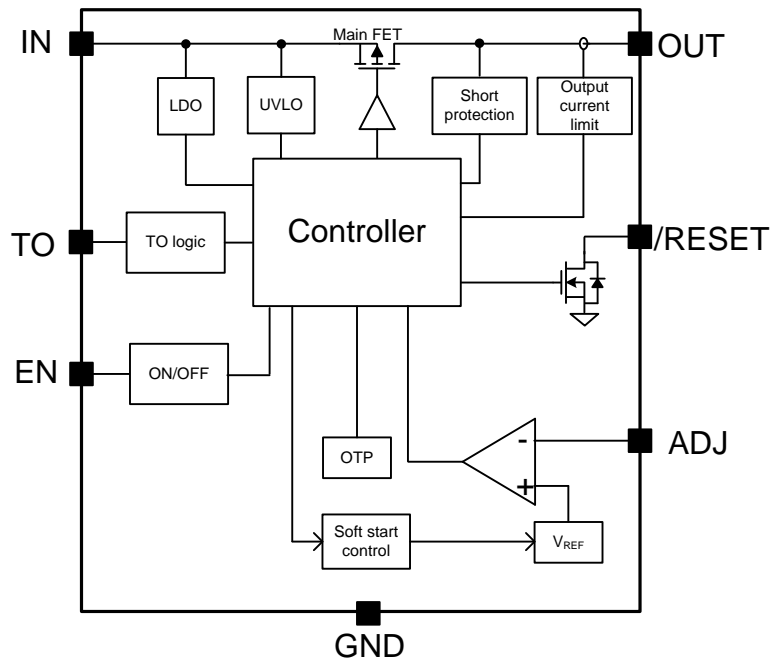 IN
Main FET
OUT
LDO
UVLO
Short
protection
Output
current
limit
TO
TO logic
Controller
/RESET
EN
ON/OFF
ADJ
-
+
OTP
Soft start
control
VREF
GND